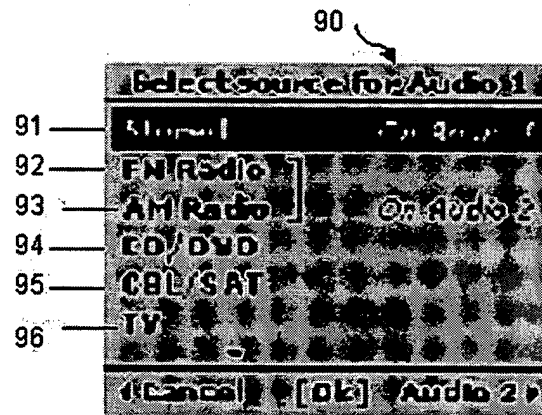 90
Select source for Audio 1
91
92 FM Radio
93 AM Radio On Audio 2
94 CD/DVD
95 CBL/SAT
96 TV
Cancel [Ok] Audio 2